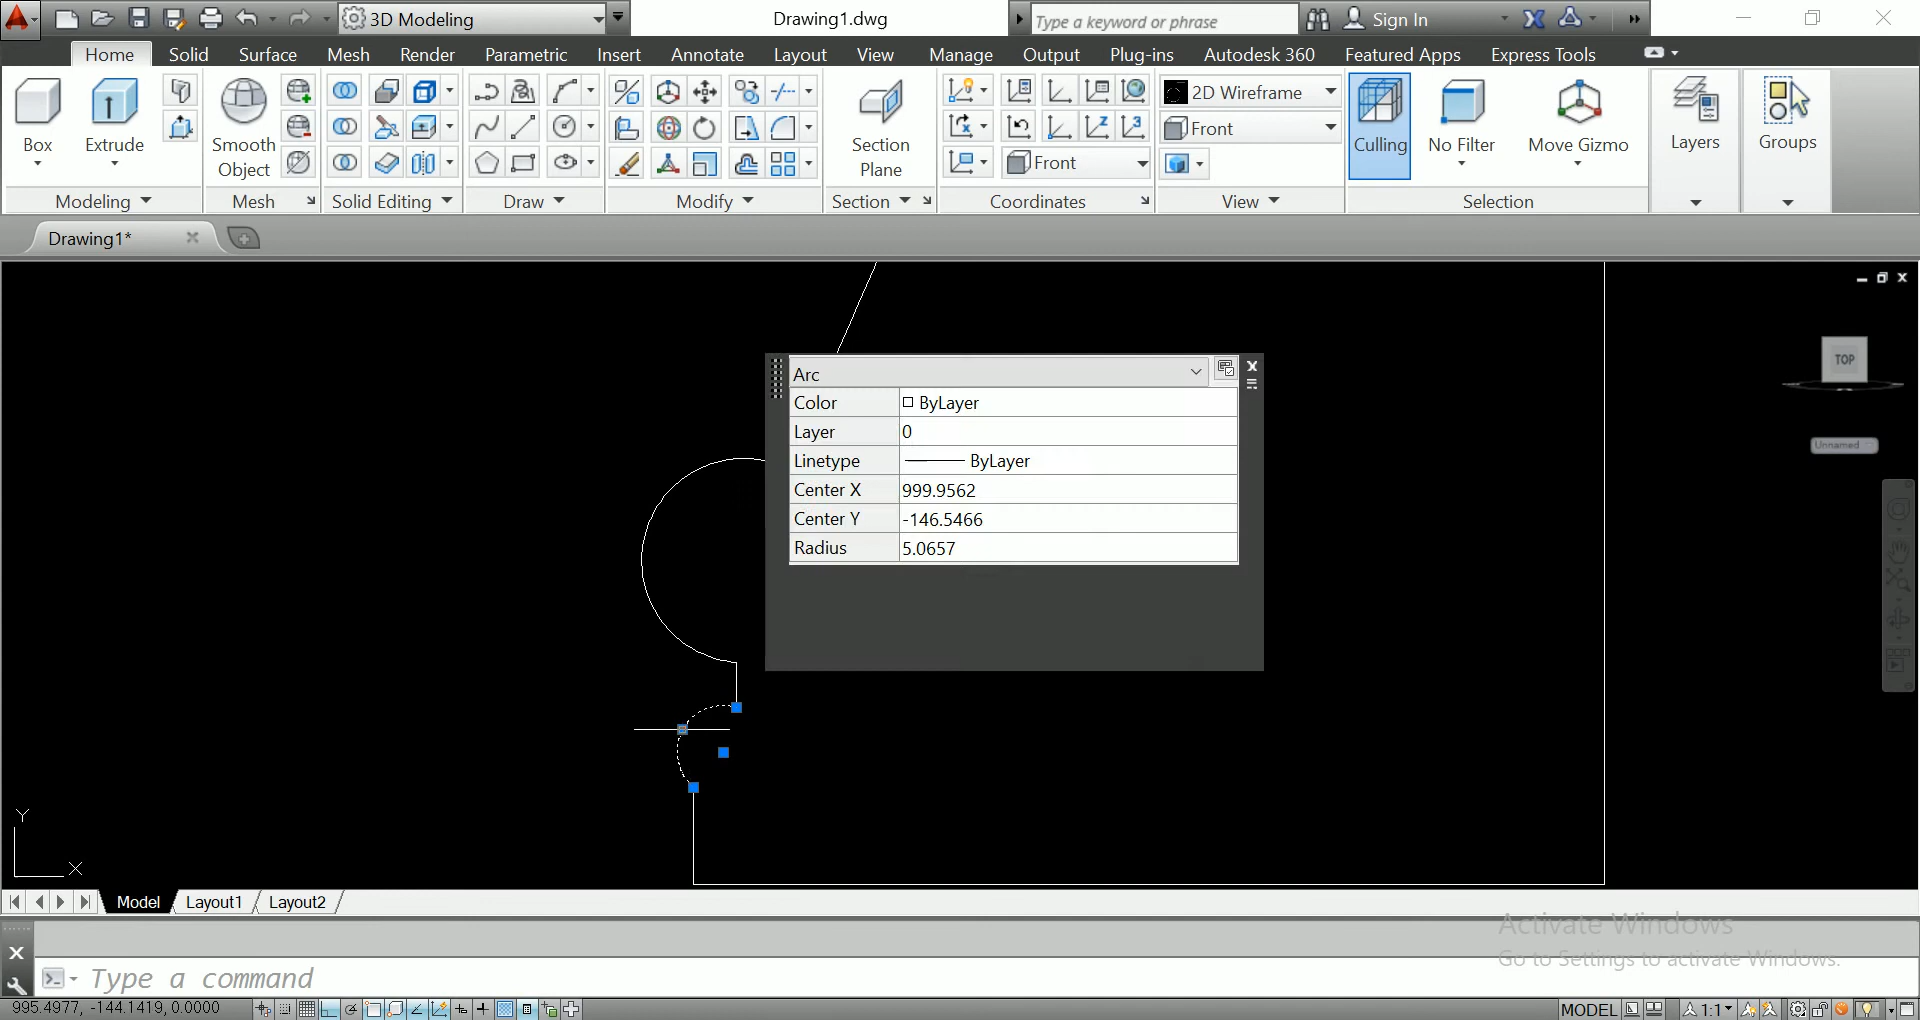 3D Modeling
Drawing1.dwg
Type a keyword or phrase
Sign In
Home Solid Surface Mesh Render Parametric Insert Annotate Layout View Manage Output Plug-ins Autodesk 360 Featured Apps Express Tools
Box
Extrude
Smooth
Object
Section
Plane
Front
2D Wireframe
Front
Culling
No Filter
Move Gizmo
Layers
Groups
Modeling
Mesh
Solid Editing
Draw
Modify
Section
Coordinates
View
Selection
Drawing1*
TOP
Unnamed
Arc
Color ByLayer
Layer 0
Linetype ByLayer
Center X 999.9562
Center Y -146.5466
Radius 5.0657
Y
X
Model Layout1 Layout2
Activate Windows
Go to Settings to activate Windows.
Type a command
995.4977, -144.1419, 0.0000
MODEL
1:1